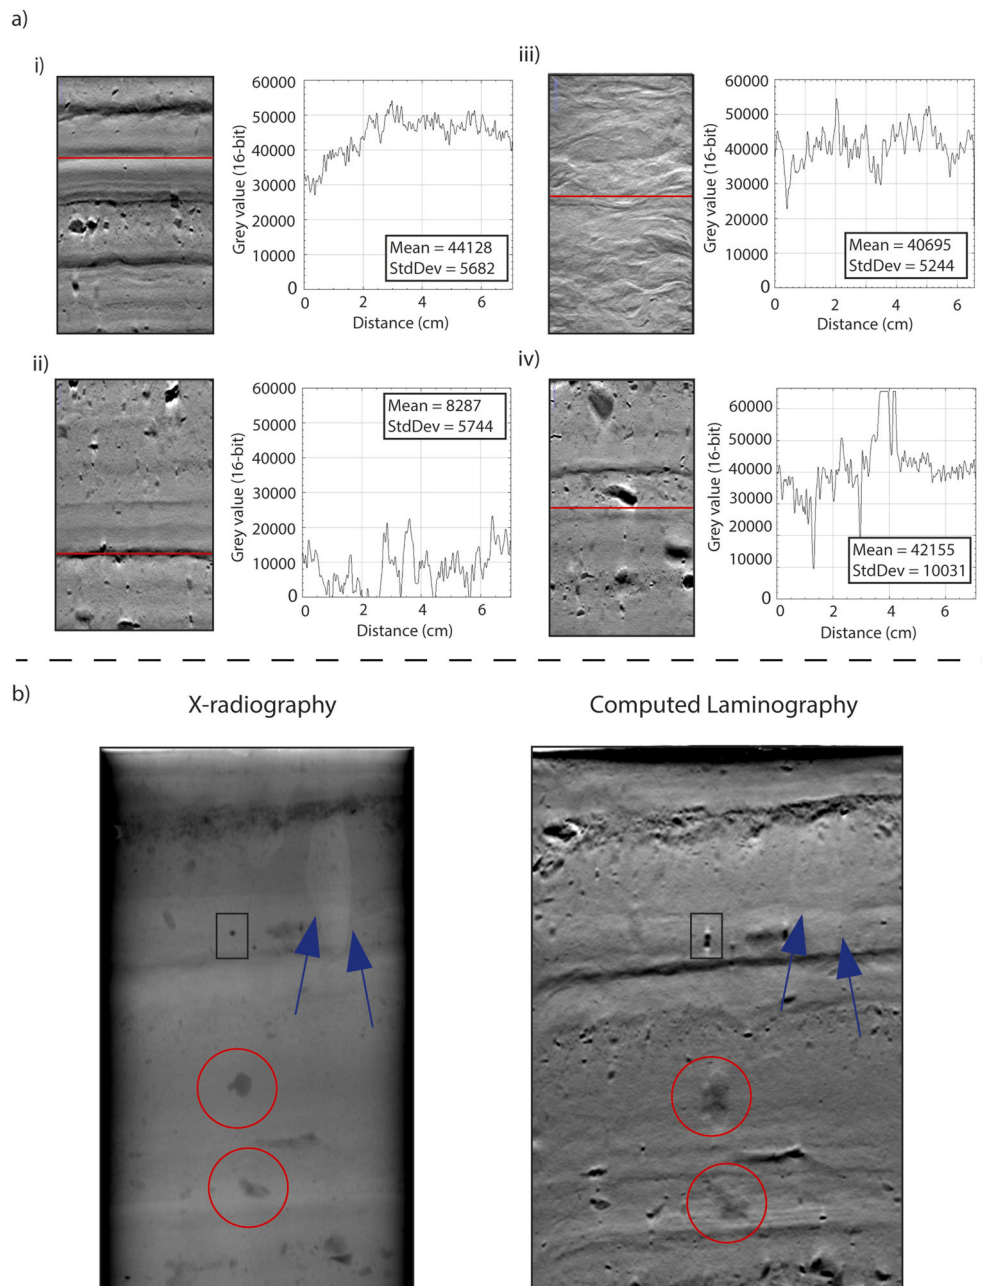 a)
i)
60000
50000
40000
30000
20000
10000
0
Grey value (16-bit)
Mean = 44128
StdDev = 5682
0 2 4 6
Distance (cm)
iii)
60000
50000
40000
30000
20000
10000
0
Grey value (16-bit)
Mean = 40695
StdDev = 5244
0 2 4 6
Distance (cm)
ii)
60000
50000
40000
30000
20000
10000
0
Grey value (16-bit)
Mean = 8287
StdDev = 5744
0 2 4 6
Distance (cm)
iv)
60000
50000
40000
30000
20000
10000
0
Grey value (16-bit)
Mean = 42155
StdDev = 10031
0 2 4 6
Distance (cm)
b)
X-radiography
Computed Laminography